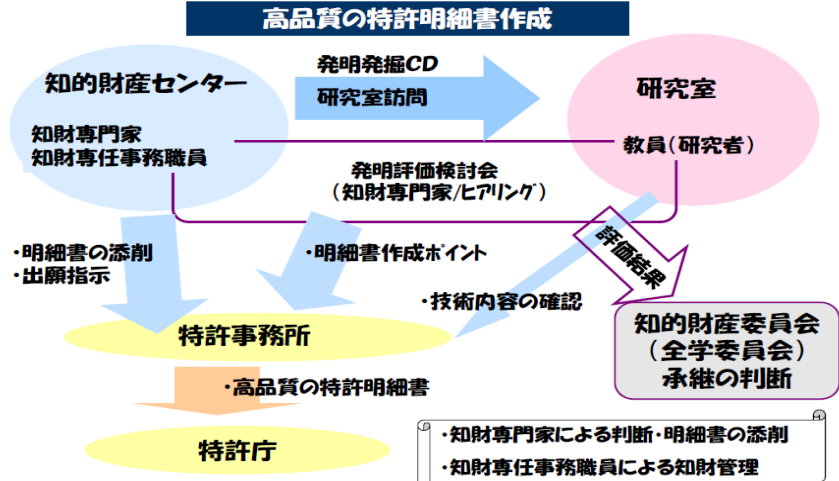 高品質の特許明細書作成
知的財産センター
知財専門家
知財専任事務職員
発明発掘CD
研究室訪問
研究室
教員(研究者)
発明評価検討会
(知財専門家/ヒアリング)
・明細書の添削
・出願指示
・明細書作成ポイント
・技術内容の確認
評価結果
特許事務所
知的財産委員会
(全学委員会)
承継の判断
・高品質の特許明細書
特許庁
・知財専門家による判断・明細書の添削
・知財専任事務職員による知財管理